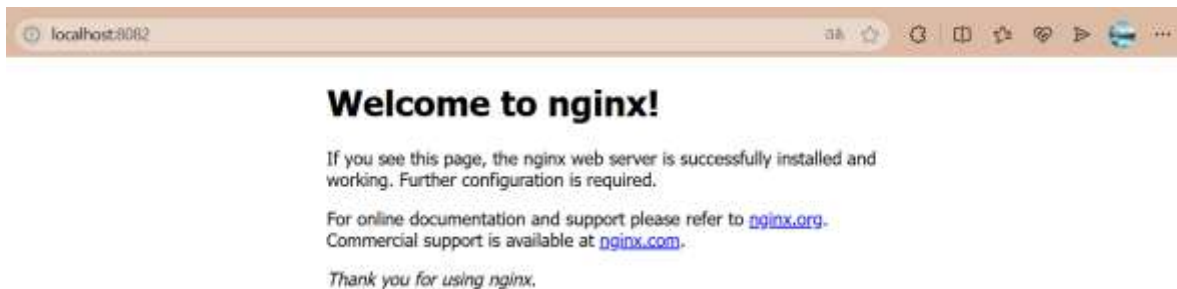 localhost:8082
Welcome to nginx!
If you see this page, the nginx web server is successfully installed and
working. Further configuration is required.
For online documentation and support please refer to nginx.org.
Commercial support is available at nginx.com.
Thank you for using nginx.